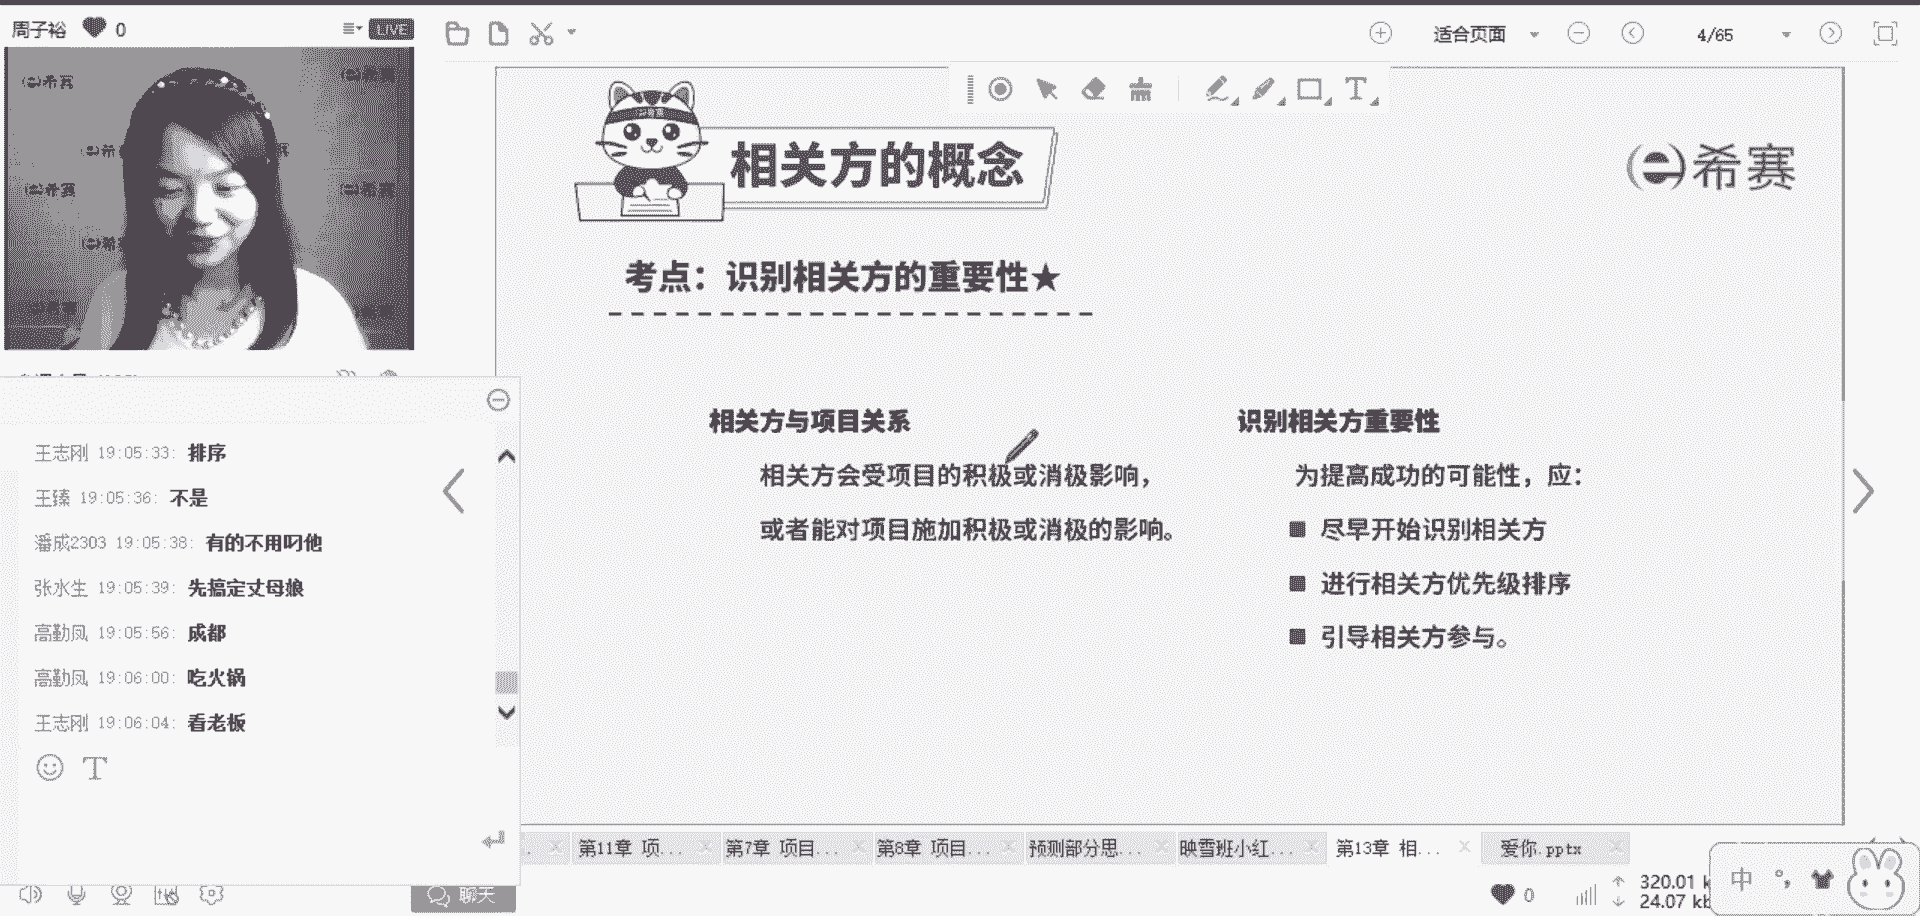 周子裕 0
LIVE
适合页面
4/65
希赛
相关方的概念
希赛
考点：识别相关方的重要性★
相关方与项目关系
相关方会受项目的积极或消极影响，
或者能对项目施加积极或消极的影响。
识别相关方重要性
为提高成功的可能性，应：
■ 尽早开始识别相关方
■ 进行相关方优先级排序
■ 引导相关方参与。
王志刚 19:05:33: 排序
王臻 19:05:36: 不是
潘成2303 19:05:38: 有的不用叼他
张水生 19:05:39: 先搞定丈母娘
高勤凤 19:05:56: 成都
高勤凤 19:06:00: 吃火锅
王志刚 19:06:04: 看老板
T
第11章 项...
第7章 项目...
第8章 项目...
预测部分思...
映雪班小红...
第13章 相...
爱你.pptx
聊天
0
320.01
24.07
中